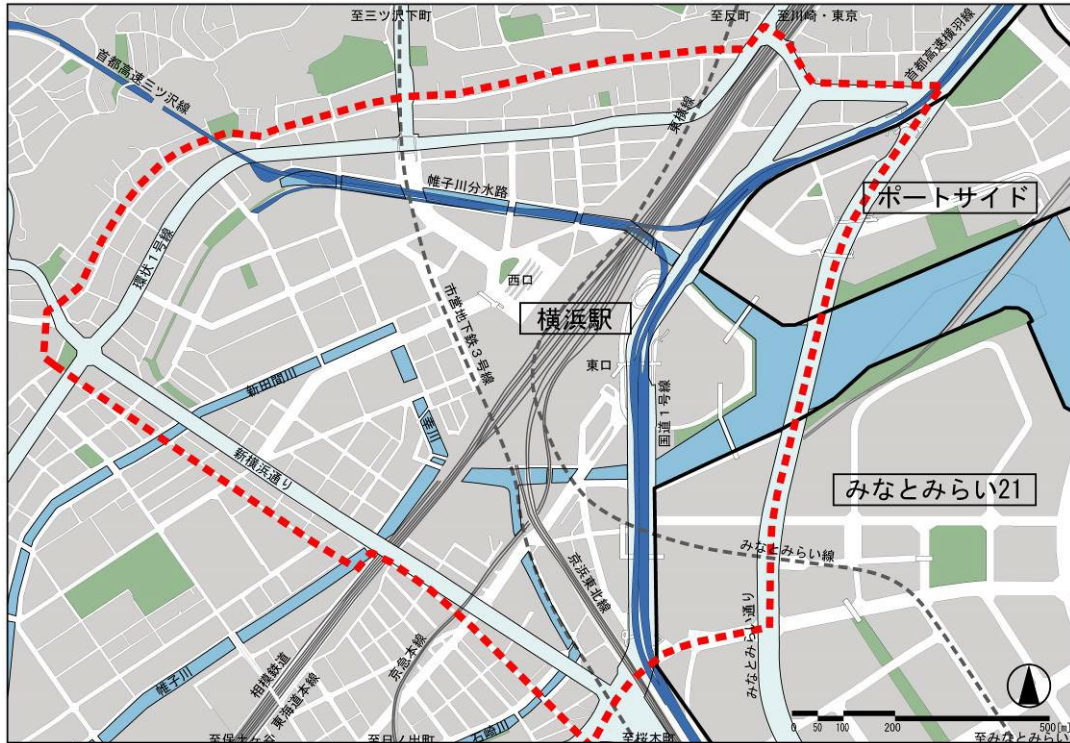 至三ツ沢下町
至反町
至川崎・東京
首都高速三ツ沢線
首都高速横羽線
東横線
帷子川分水路
ポートサイド
環状1号線
西口
横浜駅
市営地下鉄3号線
東口
国道1号線
新田間川
幸川
新横浜通り
みなとみらい21
みなとみらい線
京浜東北線
みなとみらい通り
相模鉄道
東海道本線
京急本線
帷子川
石崎川
0 50 100 200 500 [m]
至保土ヶ谷
至日ノ出町
至桜木町
至みなとみらい